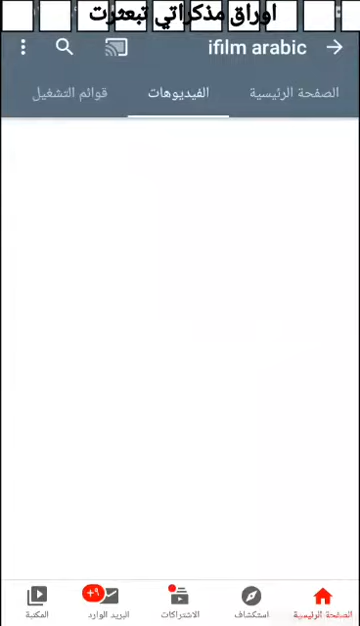 اوراق مذكراتي تبعثرت
ifilm arabic
الصفحة الرئيسية
الفيديوهات
قوائم التشغيل
الصفحة الرئيسية
استكشاف
الاشتراكات
+٩
البريد الوارد
المكتبة